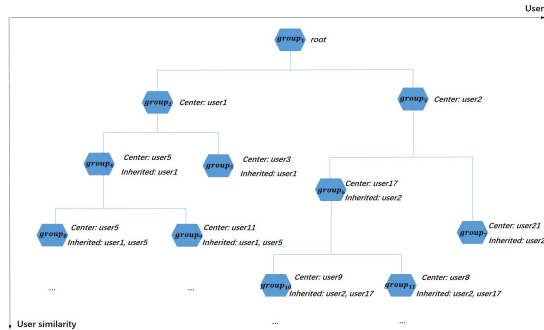 User
group₁ root
group₂ Center: user1
group₃ Center: user2
group₄ Center: user5
Inherited: user1
group₅ Center: user3
Inherited: user1
group₆ Center: user17
Inherited: user2
group₇ Center: user21
Inherited: user2
group₈ Center: user5
Inherited: user1, user5
group₉ Center: user11
Inherited: user1, user5
...
...
group₁₀ Center: user9
Inherited: user2, user17
group₁₁ Center: user8
Inherited: user2, user17
...
...
User similarity